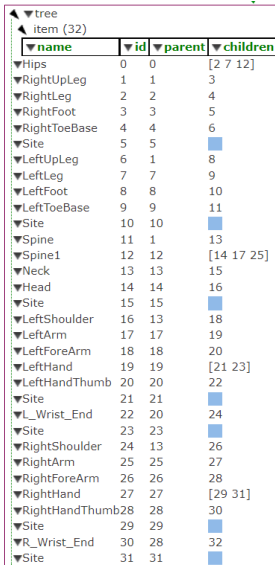 tree
item (32)
name id parent children
Hips 0 0 [2 7 12]
RightUpLeg 1 1 3
RightLeg 2 2 4
RightFoot 3 3 5
RightToeBase 4 4 6
Site 5 5
LeftUpLeg 6 1 8
LeftLeg 7 7 9
LeftFoot 8 8 10
LeftToeBase 9 9 11
Site 10 10
Spine 11 1 13
Spine1 12 12 [14 17 25]
Neck 13 13 15
Head 14 14 16
Site 15 15
LeftShoulder 16 13 18
LeftArm 17 17 19
LeftForeArm 18 18 20
LeftHand 19 19 [21 23]
LeftHandThumb 20 20 22
Site 21 21
L_Wrist_End 22 20 24
Site 23 23
RightShoulder 24 13 26
RightArm 25 25 27
RightForeArm 26 26 28
RightHand 27 27 [29 31]
RightHandThumb 28 28 30
Site 29 29
R_Wrist_End 30 28 32
Site 31 31